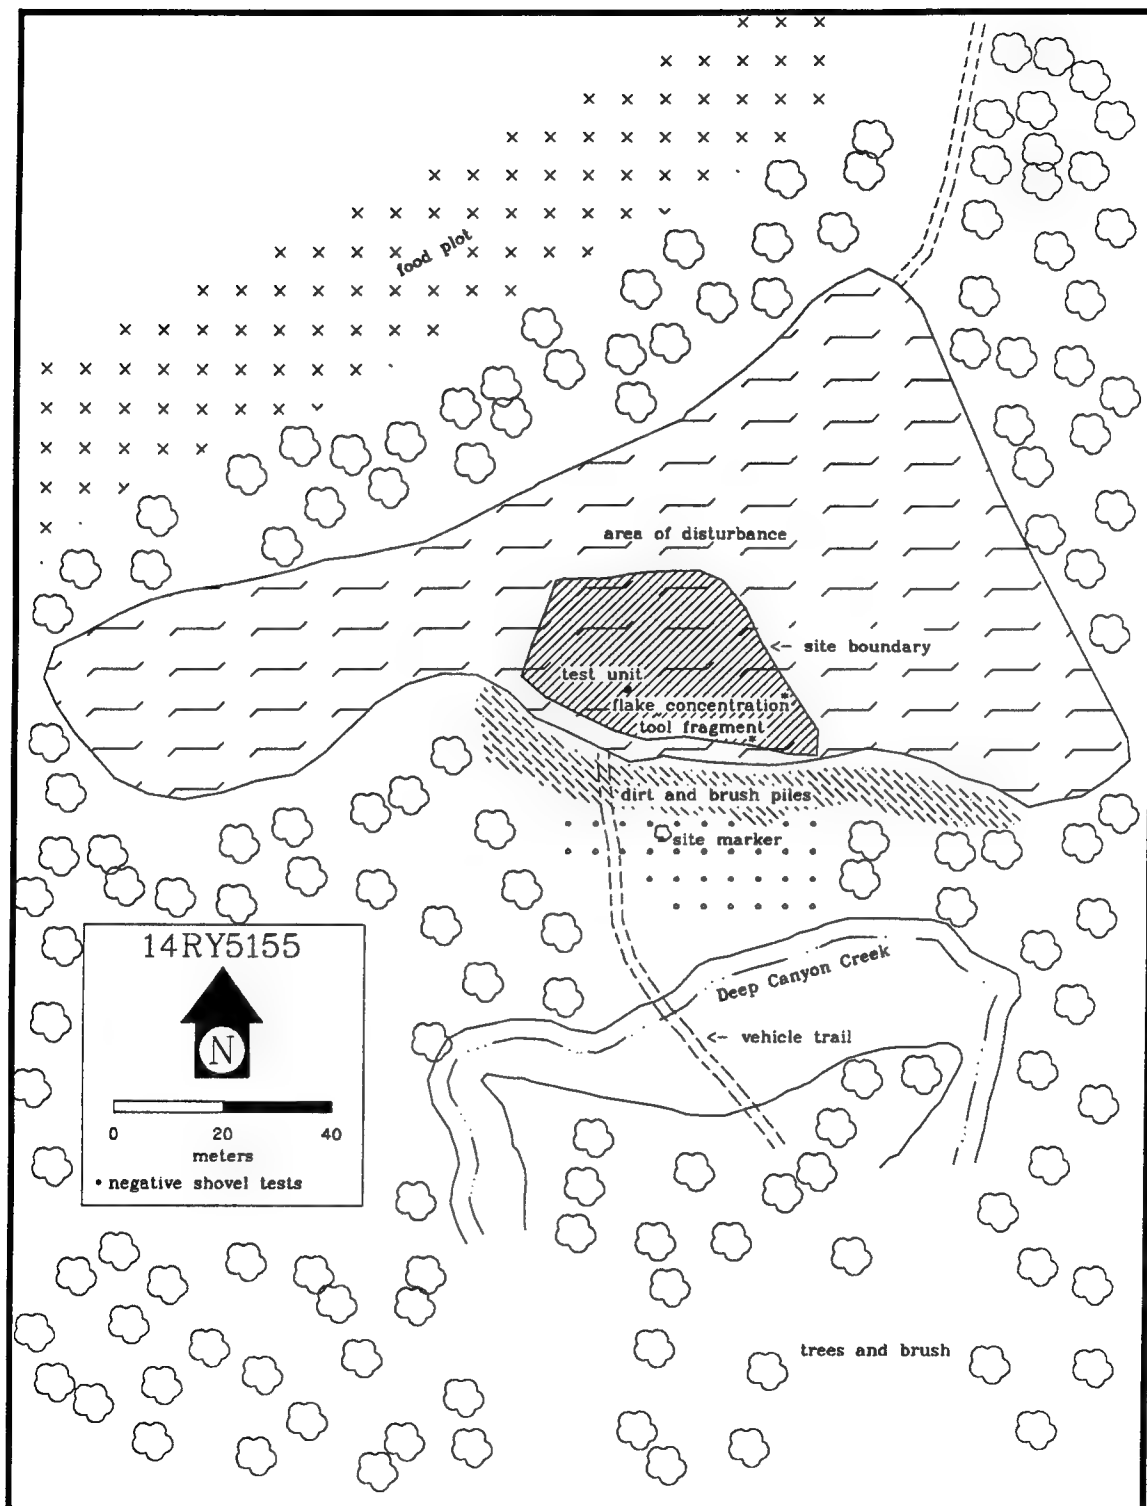 food plot
area of disturbance
<- site boundary
test unit
flake concentration*
tool fragment
*
dirt and brush piles
site marker
14RY5155
N
0 20 40
meters
• negative shovel tests
Deep Canyon Creek
<- vehicle trail
trees and brush